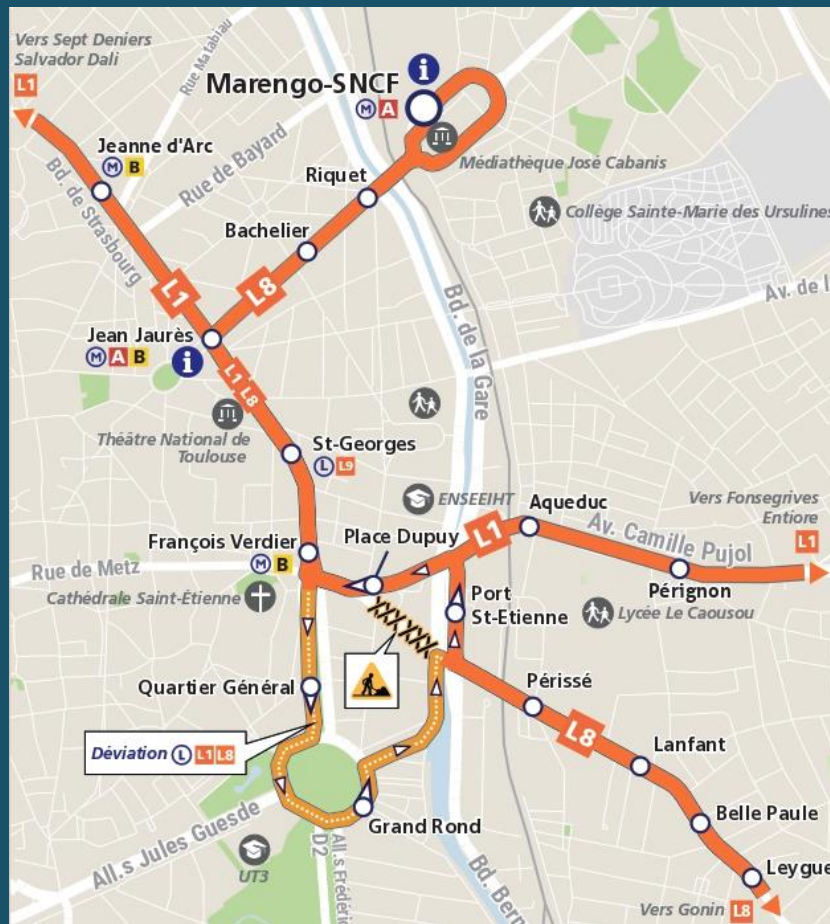 Vers Sept Deniers
Salvador Dali
L1
Rue Matabiau
Marengo-SNCF
i
M A
Jeanne d'Arc
M B
Rue de Bayard
Médiathèque José Cabanis
Riquet
Bd. de Strasbourg
Collège Sainte-Marie des Ursulines
Bachelier
L1
L8
Av. de l
Bd. de la Gare
Jean Jaurès
M A B
i
L1 L8
Théâtre National de
Toulouse
St-Georges
L L9
ENSEEIHT
Aqueduc
Vers Fonsegrives
Entiore
L1
L1
Av. Camille Pujol
François Verdier
M B
Place Dupuy
Rue de Metz
Périgon
Cathédrale Saint-Étienne
Port
St-Etienne
Lycée Le Caousou
Quartier Général
Périssé
L8
Déviation L L1 L8
Lanfant
Belle Paule
Grand Rond
All.s Jules Guesde
D2
All.s Frédéric
UT3
Leygue
Bd. Bern
Vers Gonin L8